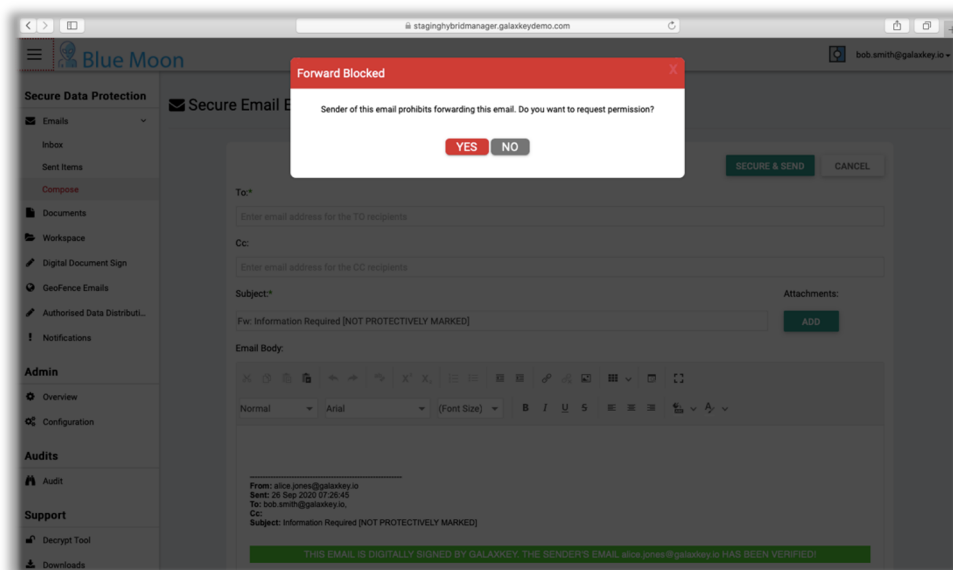 staginghybridmanager.galaxkeydemo.com
Blue Moon
bob.smith@galaxkey.io
Forward Blocked
X
Sender of this email prohibits forwarding this email. Do you want to request permission?
YES NO
Secure Data Protection
Emails
Inbox
Sent Items
Compose
Documents
Workspace
Digital Document Sign
GeoFence Emails
Authorised Data Distributi...
Notifications
Admin
Overview
Configuration
Audits
Audit
Support
Decrypt Tool
Downloads
Secure Email E
SECURE & SEND CANCEL
To:*
Enter email address for the TO recipients
Cc:
Enter email address for the CC recipients
Subject:* Attachments:
Fw: Information Required [NOT PROTECTIVELY MARKED] ADD
Email Body:
Normal Arial (Font Size) B I U S
From: alice.jones@galaxkey.io
Sent: 26 Sep 2020 07:26:45
To: bob.smith@galaxkey.io,
Cc:
Subject: Information Required [NOT PROTECTIVELY MARKED]
THIS EMAIL IS DIGITALLY SIGNED BY GALAXKEY. THE SENDER'S EMAIL alice.jones@galaxkey.io HAS BEEN VERIFIED!